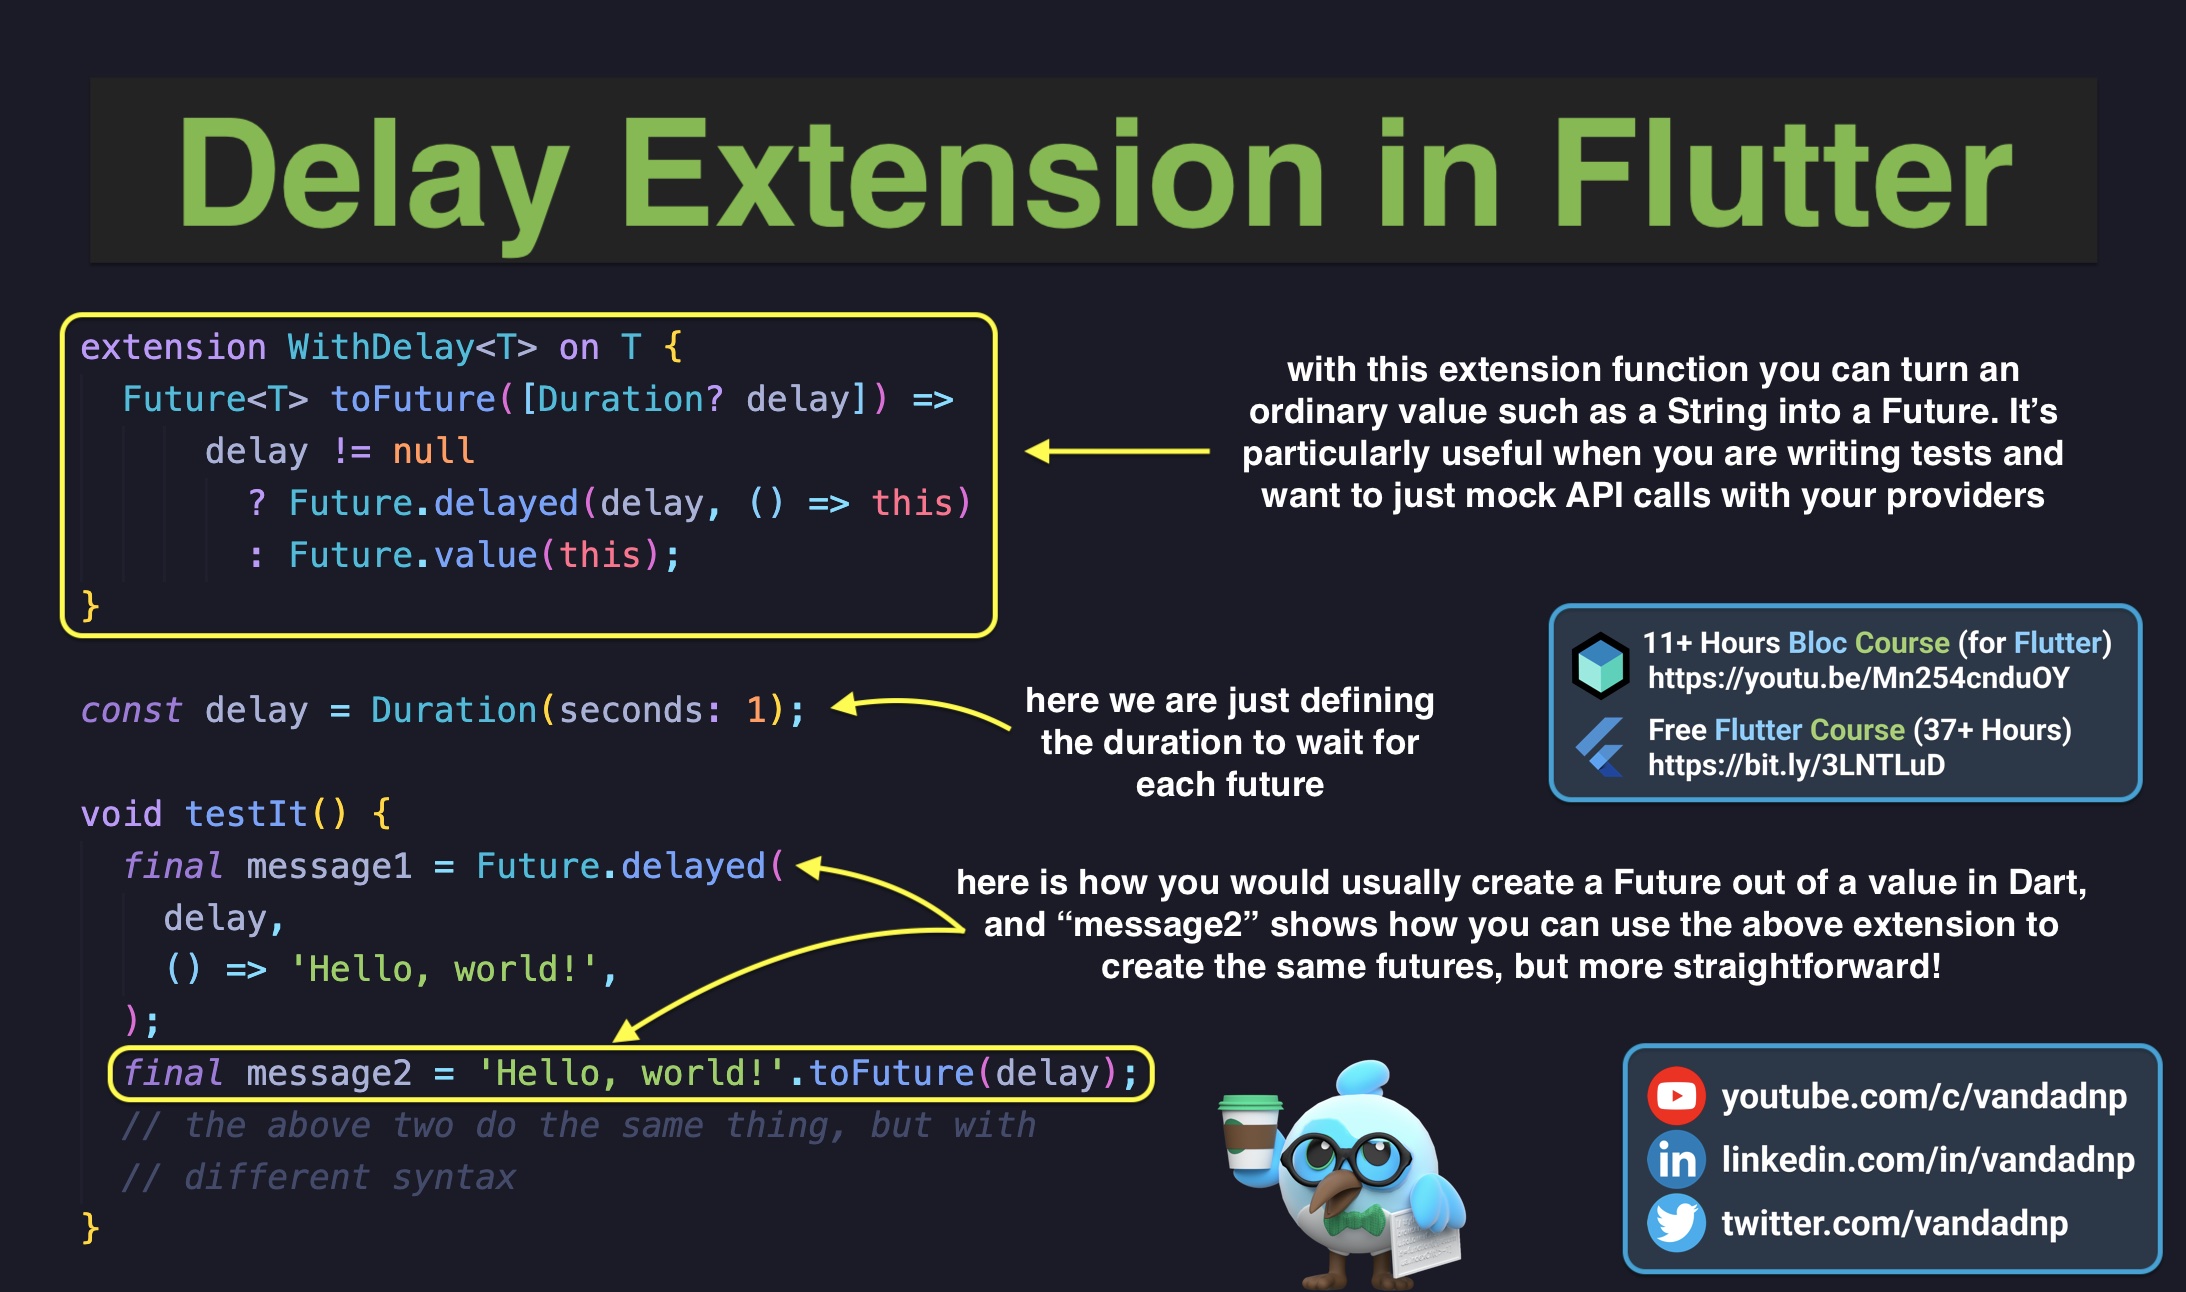 Delay Extension in Flutter
extension WithDelay<T> on T {
Future<T> toFuture([Duration? delay]) =>
delay != null
? Future.delayed(delay, () => this)
: Future.value(this);
}
with this extension function you can turn an
ordinary value such as a String into a Future. It’s
particularly useful when you are writing tests and
want to just mock API calls with your providers
11+ Hours Bloc Course (for Flutter)
https://youtu.be/Mn254cnduOY
Free Flutter Course (37+ Hours)
https://bit.ly/3LNTLuD
const delay = Duration(seconds: 1);
here we are just defining
the duration to wait for
each future
void testIt() {
final message1 = Future.delayed(
delay,
() => 'Hello, world!',
);
here is how you would usually create a Future out of a value in Dart,
and “message2” shows how you can use the above extension to
create the same futures, but more straightforward!
final message2 = 'Hello, world!'.toFuture(delay);
// the above two do the same thing, but with
// different syntax
}
youtube.com/c/vandadnp
in linkedin.com/in/vandadnp
twitter.com/vandadnp